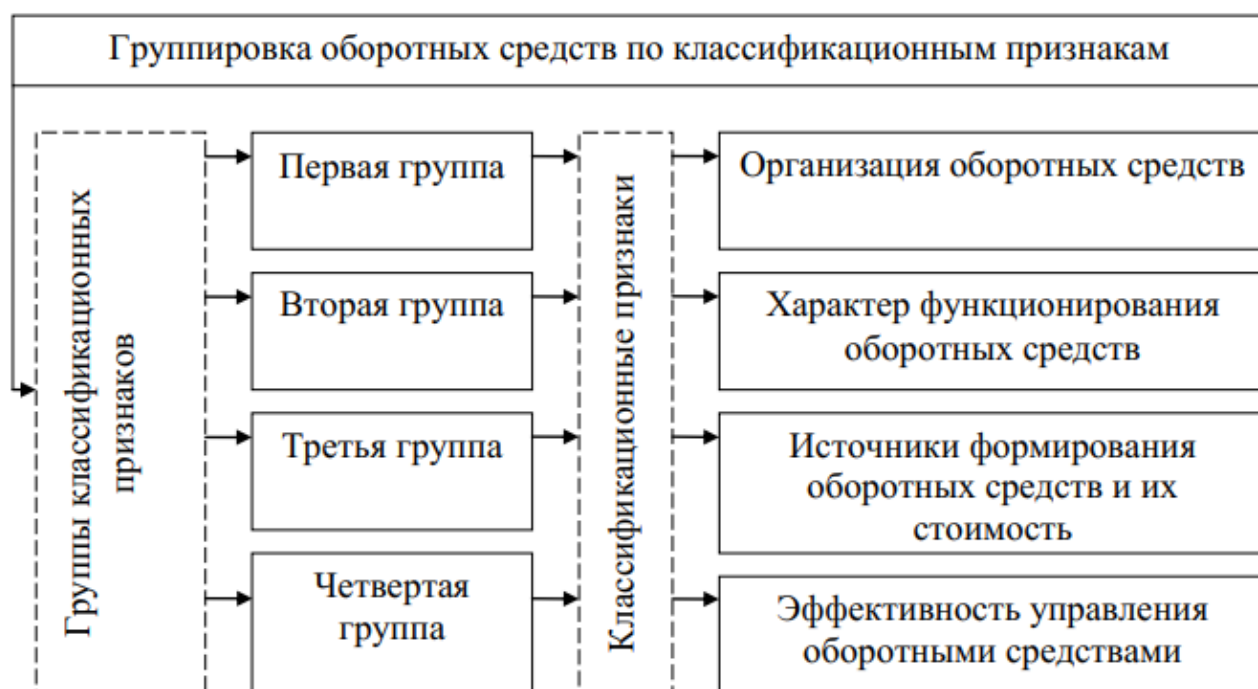 Группировка оборотных средств по классификационным признакам
Группы классификационных
признаков
Первая группа
Вторая группа
Третья группа
Четвертая
группа
Классификационные признаки
Организация оборотных средств
Характер функционирования
оборотных средств
Источники формирования
оборотных средств и их
стоимость
Эффективность управления
оборотными средствами